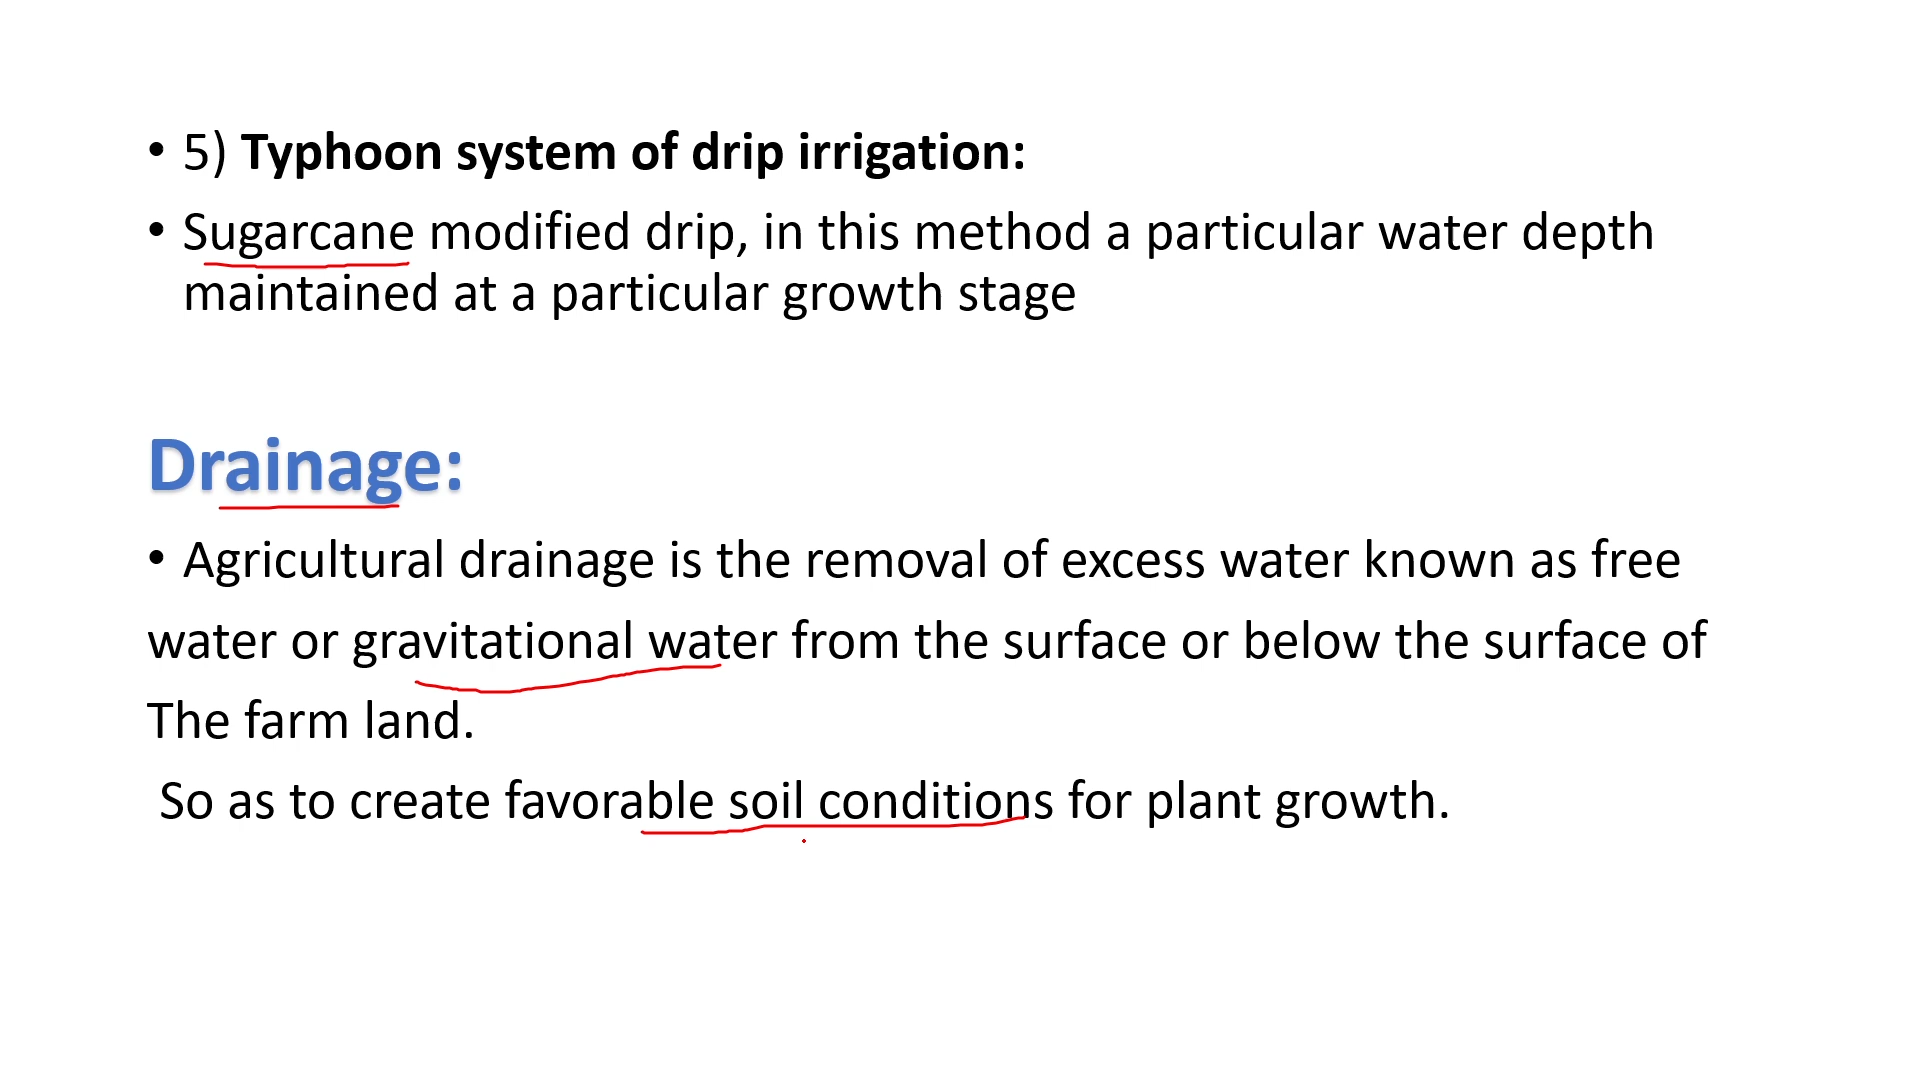 • 5) Typhoon system of drip irrigation:
• Sugarcane modified drip, in this method a particular water depth
maintained at a particular growth stage
Drainage:
• Agricultural drainage is the removal of excess water known as free
water or gravitational water from the surface or below the surface of
The farm land.
So as to create favorable soil conditions for plant growth.